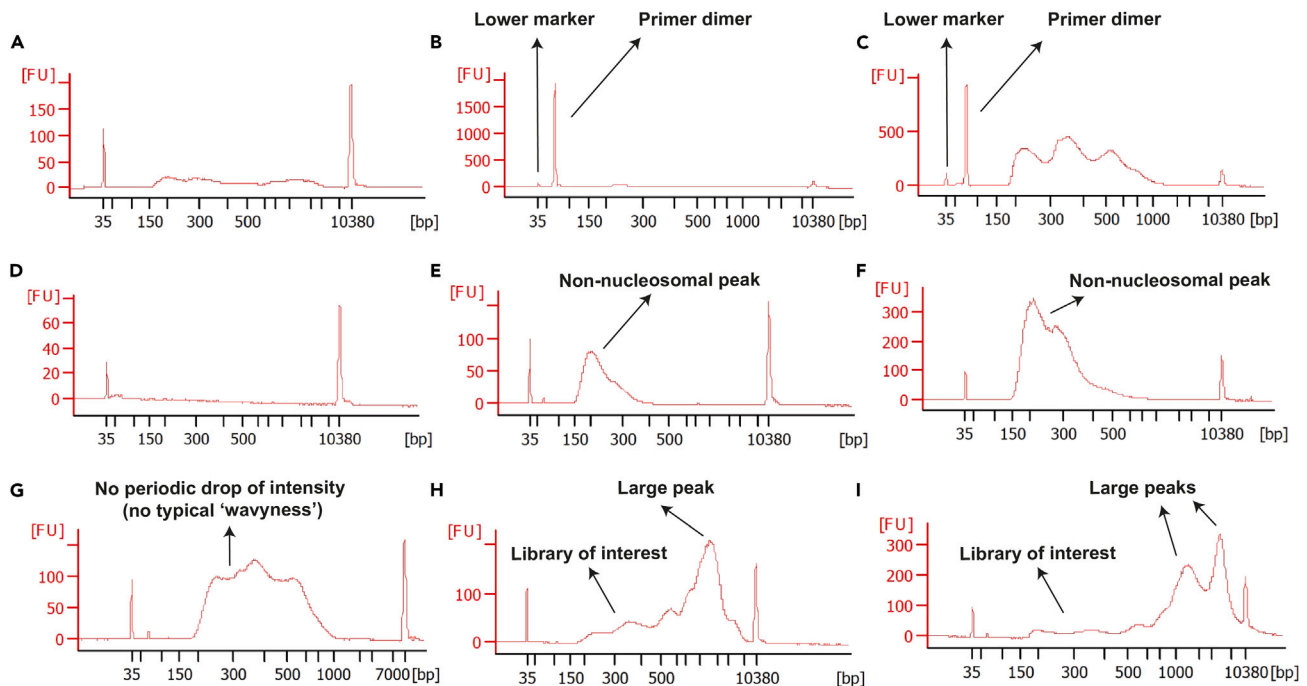 Lower marker
Primer dimer
Lower marker
Primer dimer
A
B
C
[FU]
150
100
50
0
35
150
300
500
10380
[bp]
[FU]
1500
1000
500
0
35
150
300
500
1000
10380
[bp]
[FU]
500
0
35
150
300
500
1000
10380
[bp]
D
E
F
Non-nucleosomal peak
Non-nucleosomal peak
[FU]
60
40
20
0
35
150
300
500
10380
[bp]
[FU]
100
50
0
35
150
300
500
10380
[bp]
[FU]
300
200
100
0
35
150
300
500
10380
[bp]
G
No periodic drop of intensity
(no typical ‘wavyness’)
H
Large peak
Library of interest
I
Large peaks
Library of interest
[FU]
100
50
0
35
150
300
500
1000
7000
[bp]
[FU]
100
0
35
150
300
500
10380
[bp]
[FU]
300
200
100
0
35
150
300
500
1000
10380
[bp]